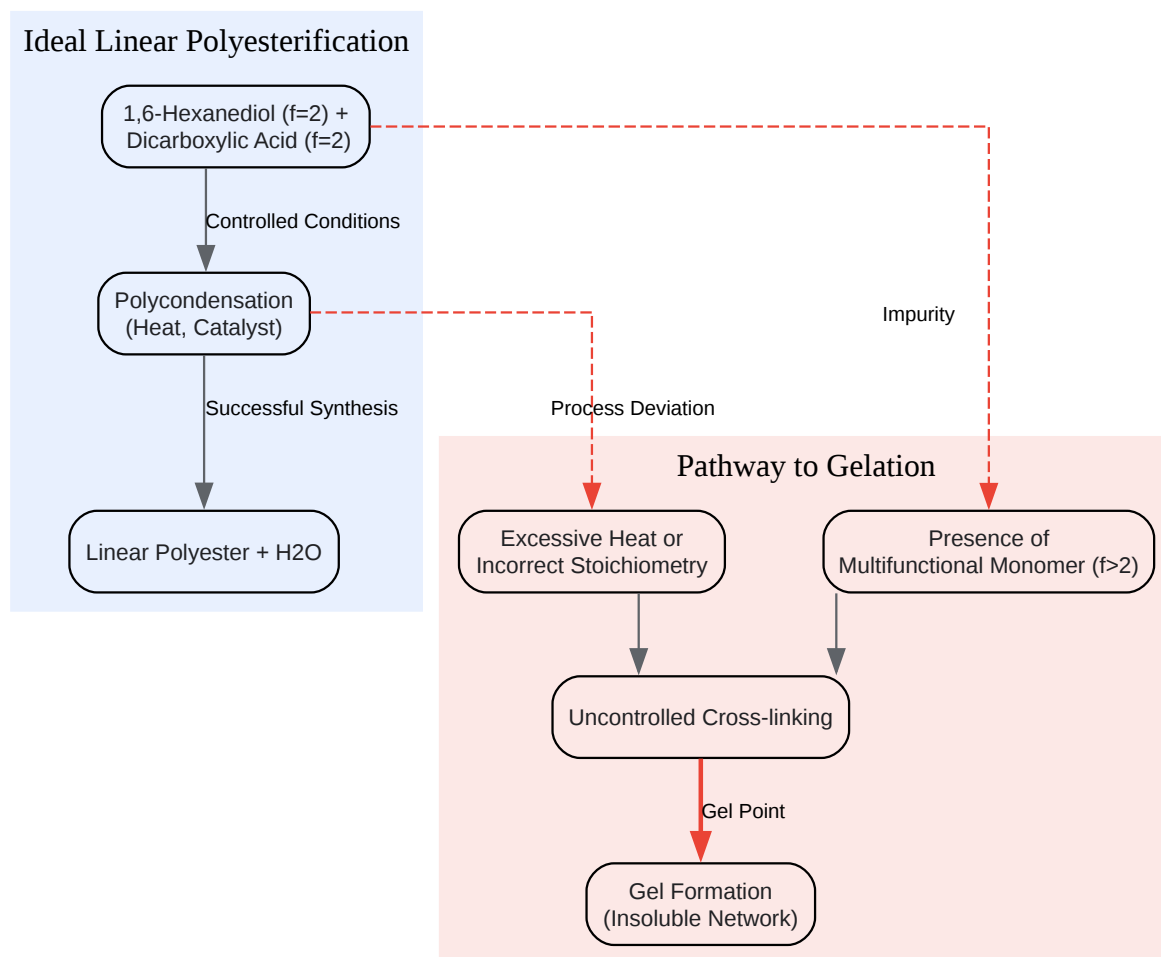 Ideal Linear Polyesterification
1,6-Hexanediol (f=2) +
Dicarboxylic Acid (f=2)
Controlled Conditions
Polycondensation
(Heat, Catalyst)
Successful Synthesis
Linear Polyester + H2O
Impurity
Process Deviation
Pathway to Gelation
Excessive Heat or
Incorrect Stoichiometry
Presence of
Multifunctional Monomer (f>2)
Uncontrolled Cross-linking
Gel Point
Gel Formation
(Insoluble Network)